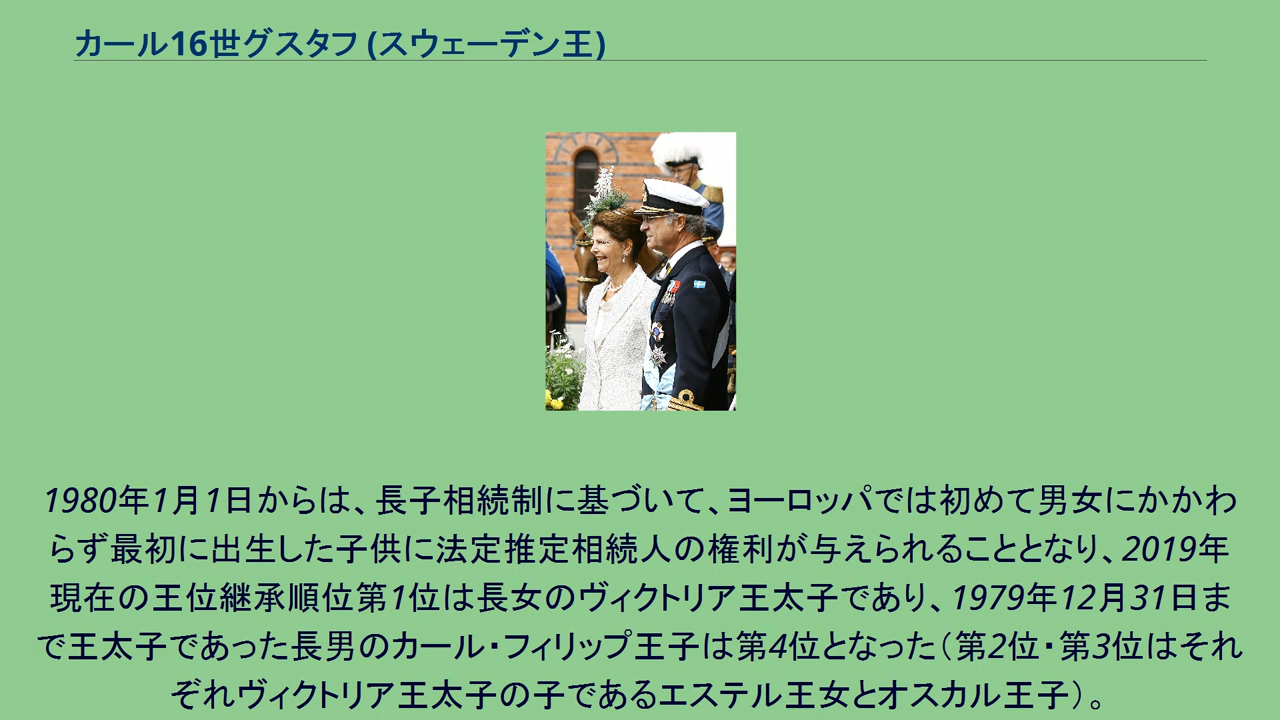 カール16世グスタフ (スウェーデン王)
1980年1月1日からは、長子相続制に基づいて、ヨーロッパでは初めて男女にかかわ
らず最初に出生した子供に法定推定相続人の権利が与えられることとなり、2019年
現在の王位継承順位第1位は長女のヴィクトリア王太子であり、1979年12月31日ま
で王太子であった長男のカール・フィリップ王子は第4位となった（第2位・第3位はそれ
ぞれヴィクトリア王太子の子であるエステル王女とオスカル王子）。